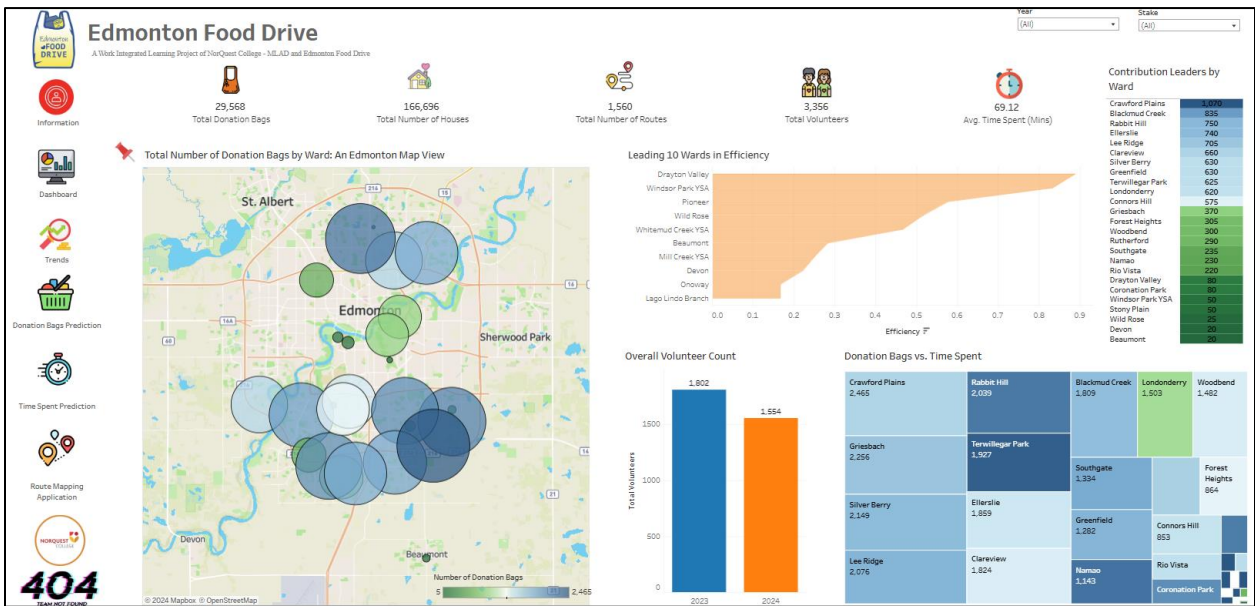 Edmonton
FOOD
DRIVE
Edmonton Food Drive
A Work Integrated Learning Project of NorQuest College - MLAD and Edmonton Food Drive
Year
(All)
Stake
(All)
29,568
Total Donation Bags
166,696
Total Number of Houses
1,560
Total Number of Routes
3,356
Total Volunteers
69.12
Avg. Time Spent (Mins)
Information
Dashboard
Trends
Donation Bags Prediction
Time Spent Prediction
Route Mapping
Application
NORQUEST
COLLEGE
404
TEAM NOT FOUND
Total Number of Donation Bags by Ward: An Edmonton Map View
St. Albert
Edmonton
Sherwood Park
Devon
Beaumont
216
18
16
16A
60
14
21
Number of Donation Bags
5
2,465
© 2024 Mapbox © OpenStreetMap
Leading 10 Wards in Efficiency
Drayton Valley
Windsor Park YSA
Pioneer
Wild Rose
Whitemud Creek YSA
Beaumont
Mill Creek YSA
Devon
Onoway
Lago Lindo Branch
0.0 0.1 0.2 0.3 0.4 0.5 0.6 0.7 0.8 0.9
Efficiency
Contribution Leaders by
Ward
Crawford Plains 1,070
Blackmud Creek 835
Rabbit Hill 750
Ellerslie 740
Lee Ridge 705
Clareview 660
Silver Berry 630
Greenfield 630
Terwillegar Park 625
Londonderry 620
Connors Hill 575
Griesbach 370
Forest Heights 305
Woodbend 300
Rutherford 290
Southgate 235
Namao 230
Rio Vista 220
Drayton Valley 80
Coronation Park 80
Windsor Park YSA 50
Stony Plain 50
Wild Rose 25
Devon 20
Beaumont 20
Overall Volunteer Count
Total Volunteers
1500
1000
500
0
1,802
1,554
2023
2024
Donation Bags vs. Time Spent
Crawford Plains
2,465
Griesbach
2,256
Silver Berry
2,149
Lee Ridge
2,076
Rabbit Hill
2,039
Terwillegar Park
1,927
Ellerslie
1,859
Clareview
1,824
Blackmud Creek
1,809
Londonderry
1,503
Woodbend
1,482
Southgate
1,334
Greenfield
1,282
Namao
1,143
Forest
Heights
864
Connors Hill
853
Rio Vista
Coronation Park